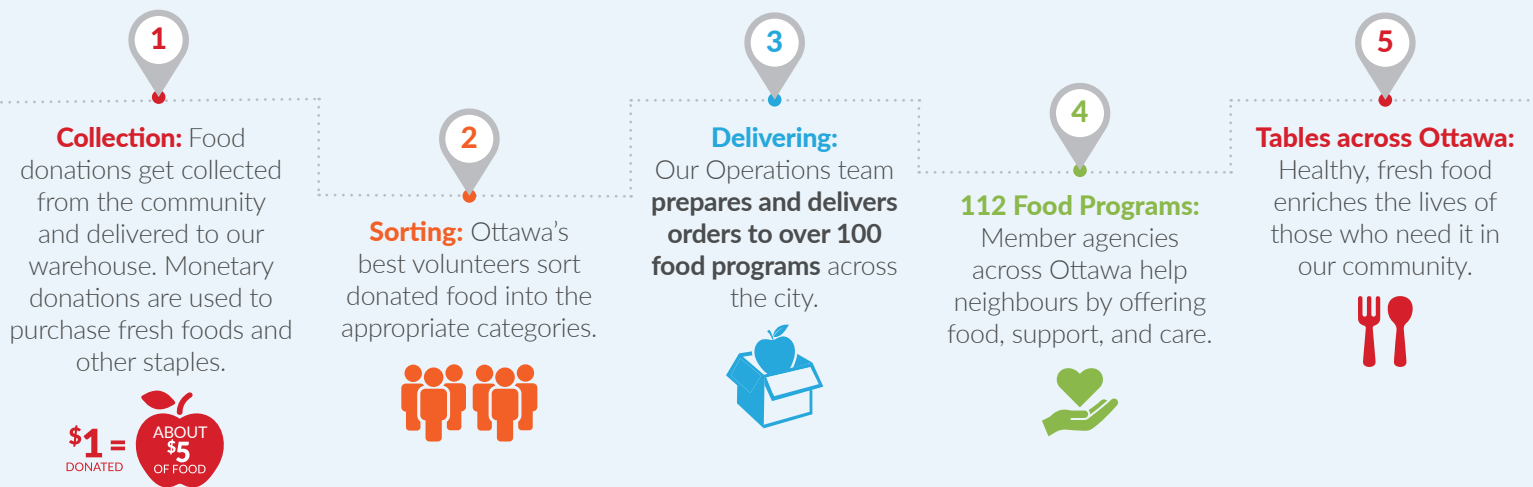 1
Collection: Food
donations get collected
from the community
and delivered to our
warehouse. Monetary
donations are used to
purchase fresh foods and
other staples.
$1 =
DONATED
ABOUT
$5
OF FOOD
2
Sorting: Ottawa’s
best volunteers sort
donated food into the
appropriate categories.
3
Delivering:
Our Operations team
prepares and delivers
orders to over 100
food programs across
the city.
4
112 Food Programs:
Member agencies
across Ottawa help
neighbours by offering
food, support, and care.
5
Tables across Ottawa:
Healthy, fresh food
enriches the lives of
those who need it in
our community.